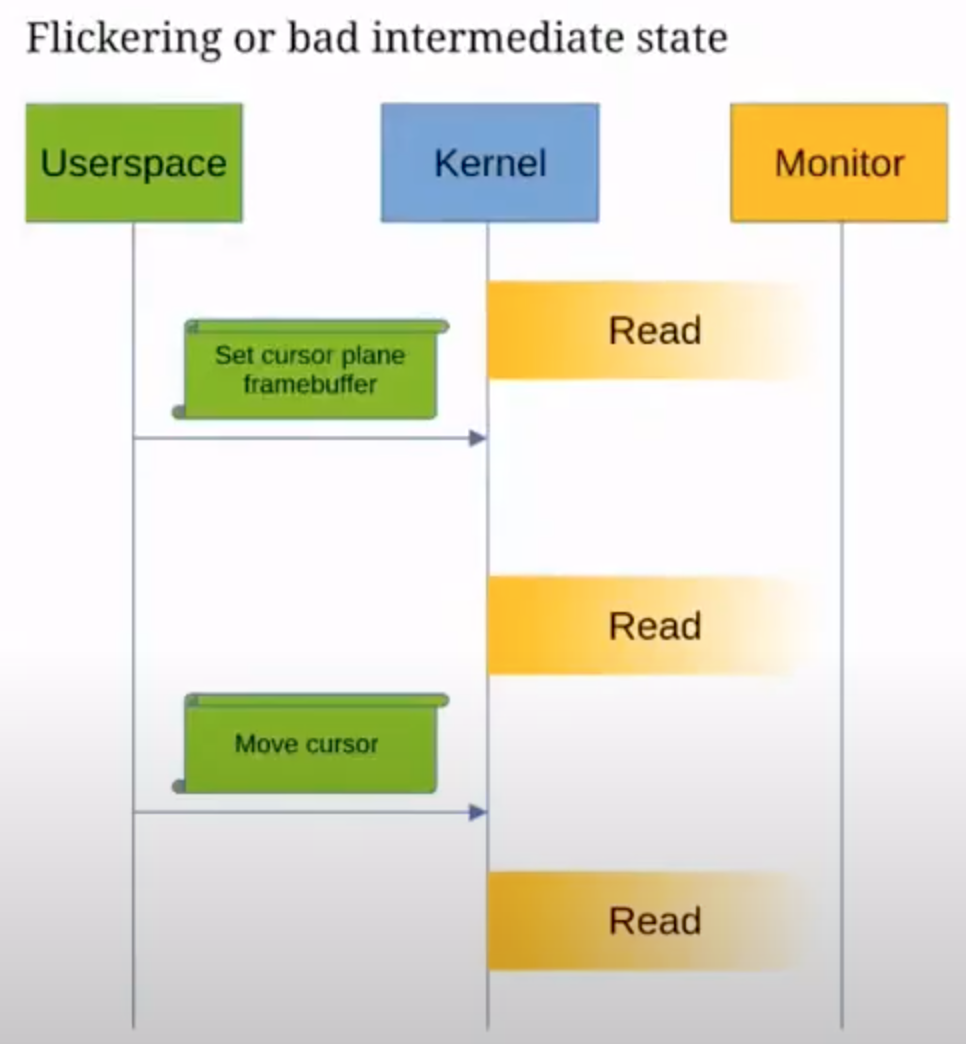 Flickering or bad intermediate state
Userspace
Kernel
Monitor
Read
Set cursor plane
framebuffer
Read
Move cursor
Read